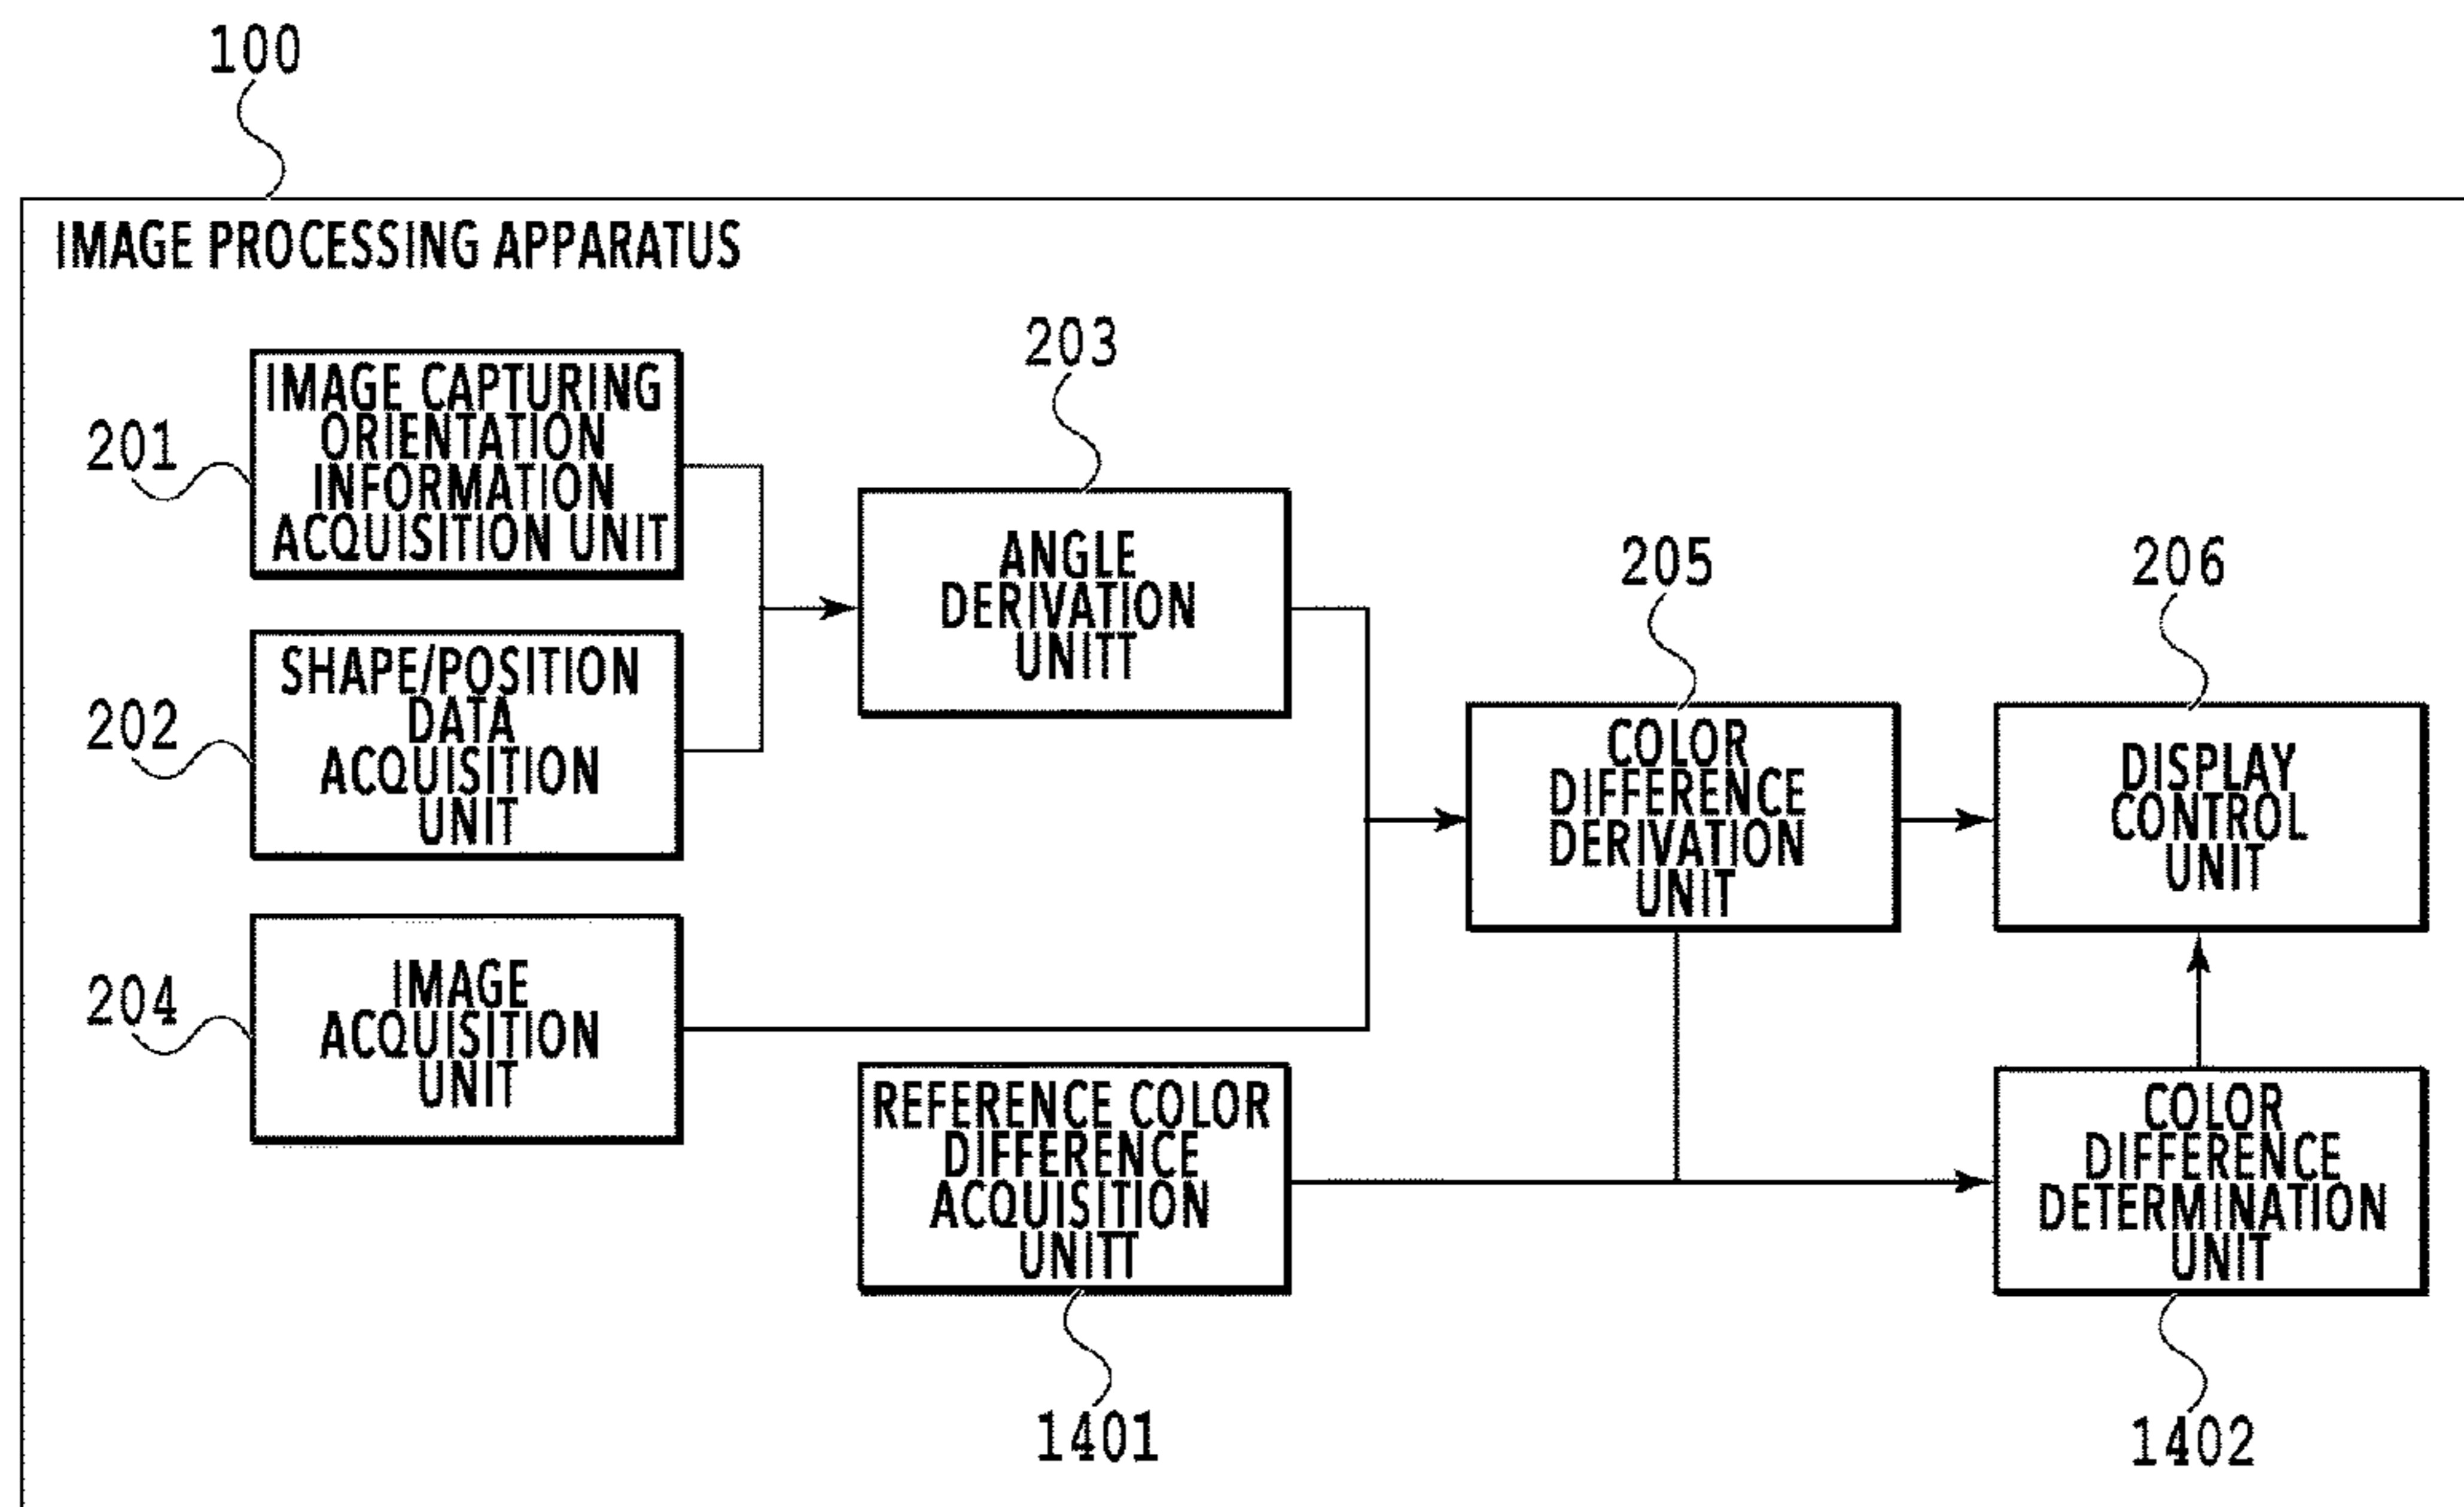 100
IMAGE PROCESSING APPARATUS
201
IMAGE CAPTURING
ORIENTATION
INFORMATION
ACQUISITION UNIT
202
SHAPE/POSITION
DATA
ACQUISITION
UNIT
204
IMAGE
ACQUISITION
UNIT
203
ANGLE
DERIVATION
UNITT
REFERENCE COLOR
DIFFERENCE
ACQUISITION
UNITT
1401
205
COLOR
DIFFERENCE
DERIVATION
UNIT
206
DISPLAY
CONTROL
UNIT
COLOR
DIFFERENCE
DETERMINATION
UNIT
1402